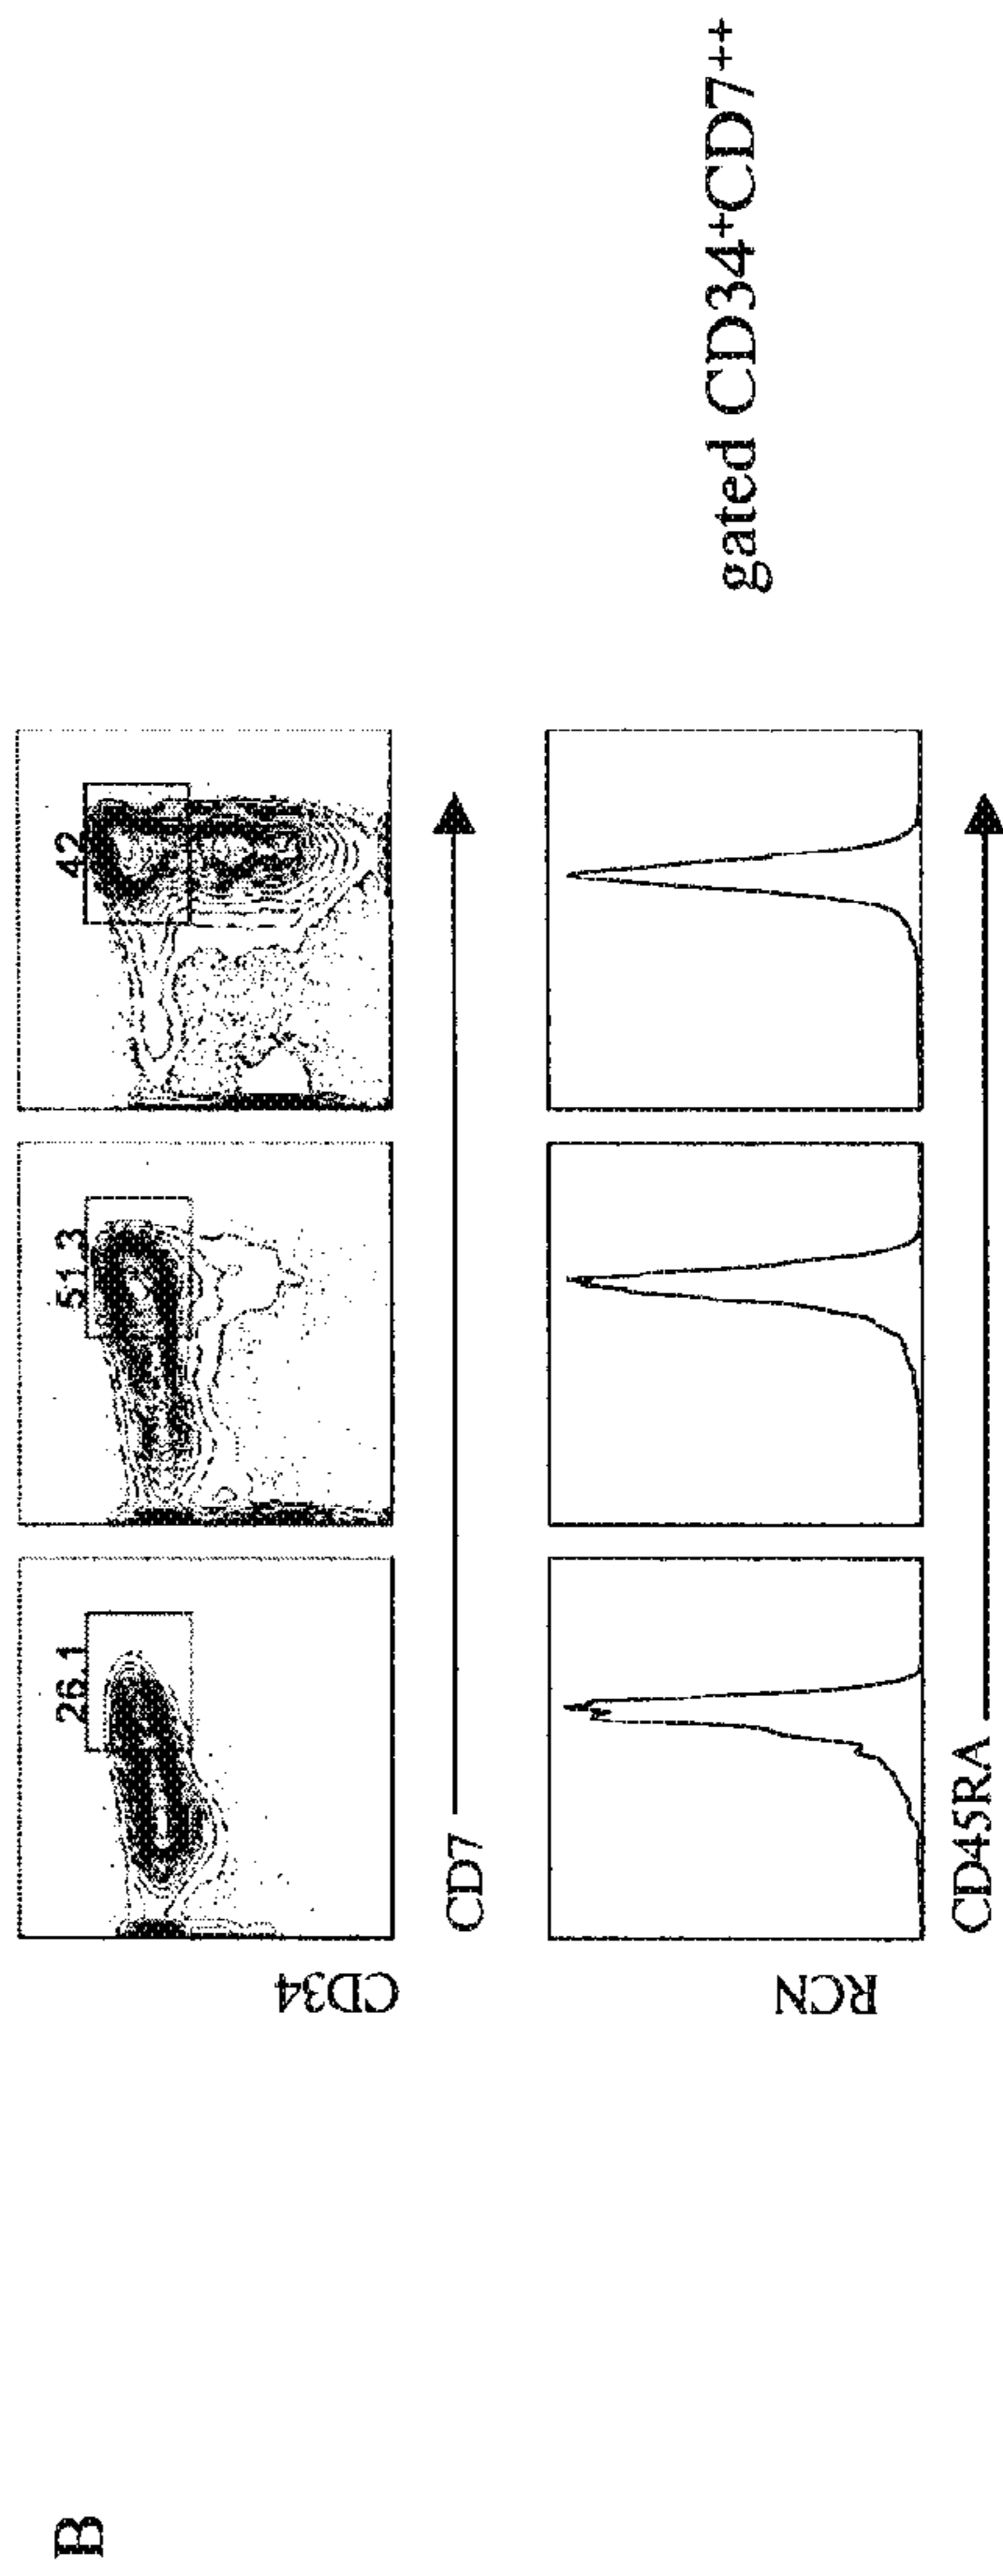 B
26.1
51.3
42
CD34
CD7
RCN
gated CD34⁺CD7⁺⁺
CD45RA